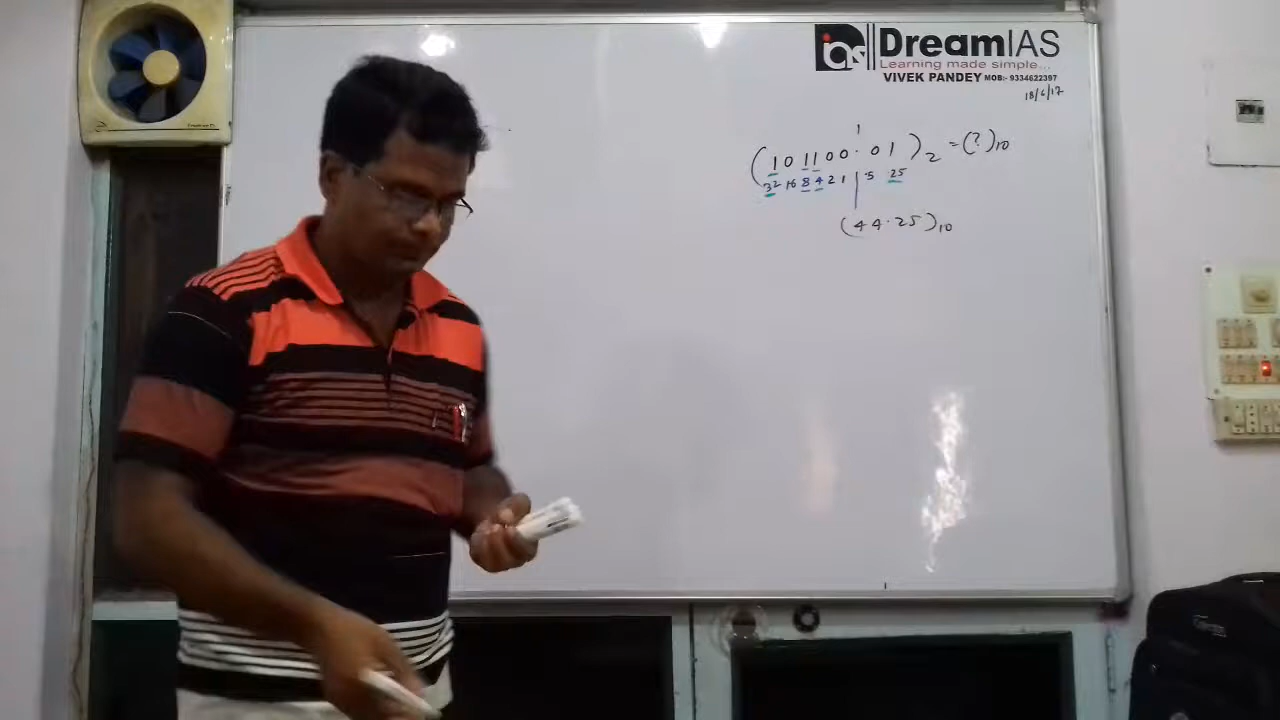 ias DreamIAS
Learning made simple...
VIVEK PANDEY MOB:- 9334622397
18/6/17
(101100.01)₂ = (?)₁₀
32 16 8 4 2 1 | 5 25
(44.25)₁₀